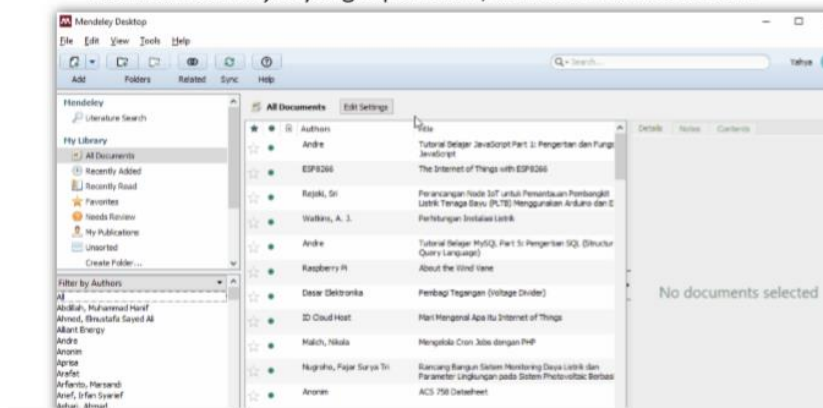 Mendeley Desktop
File Edit View Tools Help
Add Folders Related Sync Help
Search...
Yahya
Mendeley
Literature Search
My Library
All Documents
Recently Added
Recently Read
Favorites
Needs Review
My Publications
Unsorted
Create Folder...
Filter by Authors
All
Abdillah, Muhammad Hanif
Ahmed, Elmustafa Sayed Ali
Aliant Energy
Andre
Anonim
Aprisa
Arafat
Arfianto, Marsandi
Arief, Irfan Syarief
All Documents Edit Settings
Authors Title
Andre Tutorial Belajar JavaScript Part 1: Pengertian dan Fungs
JavaScript
ESP8266 The Internet of Things with ESP8266
Rejeki, Sri Perancangan Node IoT untuk Pemantauan Pembangkit
Listrik Tenaga Bayu (PLTB) Menggunakan Arduino dan E
Watkins, A. J. Perhitungan Instalasi Listrik
Andre Tutorial Belajar MySQL Part 5: Pengertian SQL (Structur
Query Language)
Raspberry Pi About the Wind Vane
Dasar Elektronika Pembagi Tegangan (Voltage Divider)
ID Cloud Host Mari Mengenal Apa Itu Internet of Things
Malich, Nikola Mengelola Cron Jobs dengan PHP
Nugroho, Fajar Surya Tri Rancang Bangun Sistem Monitoring Daya Listrik dan
Parameter Lingkungan pada Sistem Photovoltaic Berbasi
Anonim ACS 758 Datasheet
Details Notes Contents
No documents selected